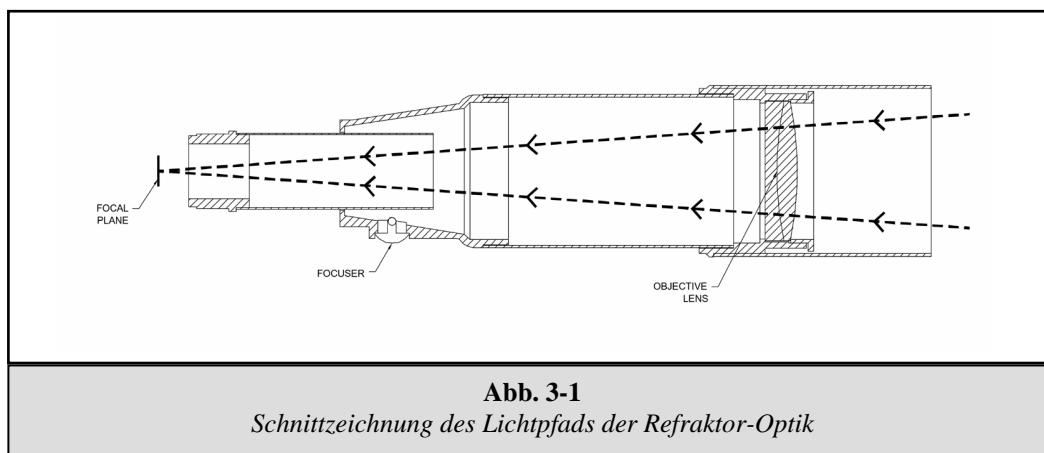 FOCAL
PLANE
FOCUSER
OBJECTIVE
LENS
Abb. 3-1
Schnittzeichnung des Lichtpfads der Refraktor-Optik